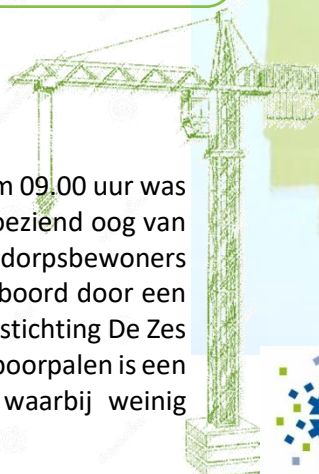 m 09.00 uur was
beziend oog van
dorpsbewoners
boord door een
stichting De Zes
boorpalen is een
waarbij weinig